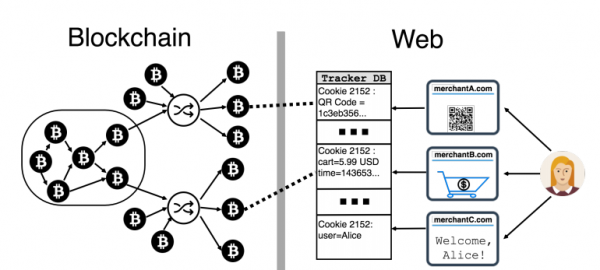 Blockchain
Web
Tracker DB
Cookie 2152 :
QR Code =
1c3eb356...
Cookie 2152 :
cart=5.99 USD
time=143653...
Cookie 2152:
user=Alice
merchantA.com
merchantB.com
merchantC.com
Welcome,
Alice!